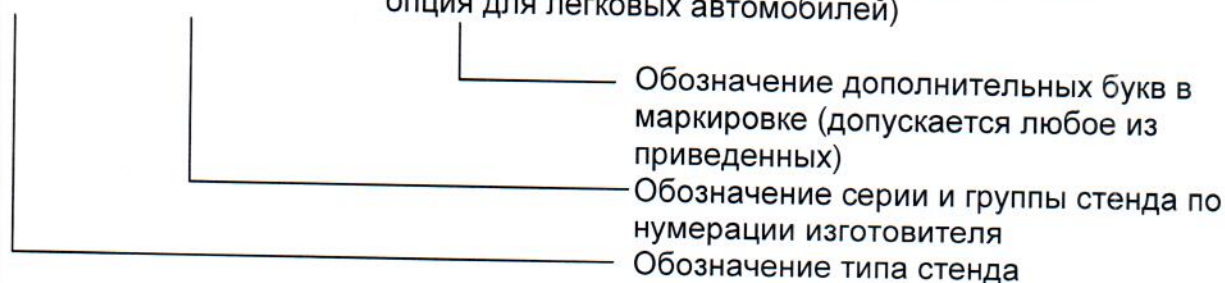 опция для легковых автомобилей)
Обозначение дополнительных букв в
маркировке (допускается любое из
приведенных)
Обозначение серии и группы стенда по
нумерации изготовителя
Обозначение типа стенда